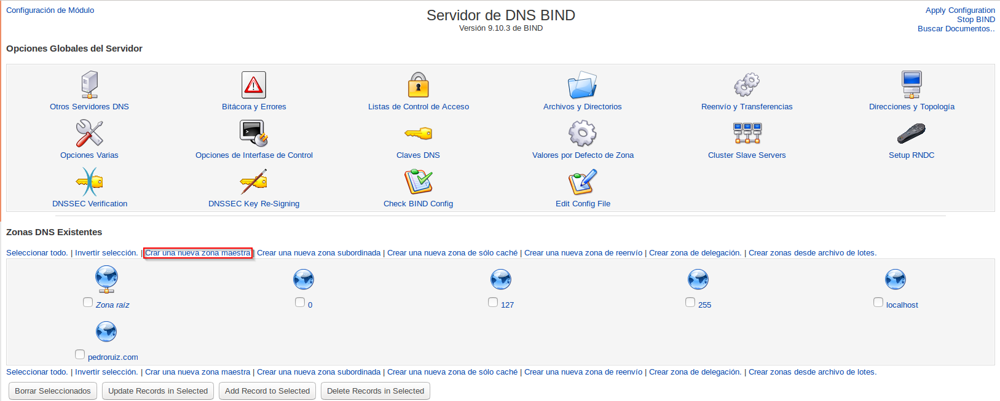 Configuración de Módulo
Servidor de DNS BIND
Versión 9.10.3 de BIND
Apply Configuration
Stop BIND
Buscar Documentos..
Opciones Globales del Servidor
Otros Servidores DNS
Bitácora y Errores
Listas de Control de Acceso
Archivos y Directorios
Reenvío y Transferencias
Direcciones y Topología
Opciones Varias
Opciones de Interfase de Control
Claves DNS
Valores por Defecto de Zona
Cluster Slave Servers
Setup RNDC
DNSSEC Verification
DNSSEC Key Re-Signing
Check BIND Config
Edit Config File
Zonas DNS Existentes
Seleccionar todo. | Invertir selección. | Crar una nueva zona maestra | Crear una nueva zona subordinada | Crear una nueva zona de sólo caché | Crear una nueva zona de reenvío | Crear zona de delegación. | Crear zonas desde archivo de lotes.
Zona raíz
0
127
255
localhost
pedroruiz.com
Seleccionar todo. | Invertir selección. | Crar una nueva zona maestra | Crear una nueva zona subordinada | Crear una nueva zona de sólo caché | Crear una nueva zona de reenvío | Crear zona de delegación. | Crear zonas desde archivo de lotes.
Borrar Seleccionados
Update Records in Selected
Add Record to Selected
Delete Records in Selected